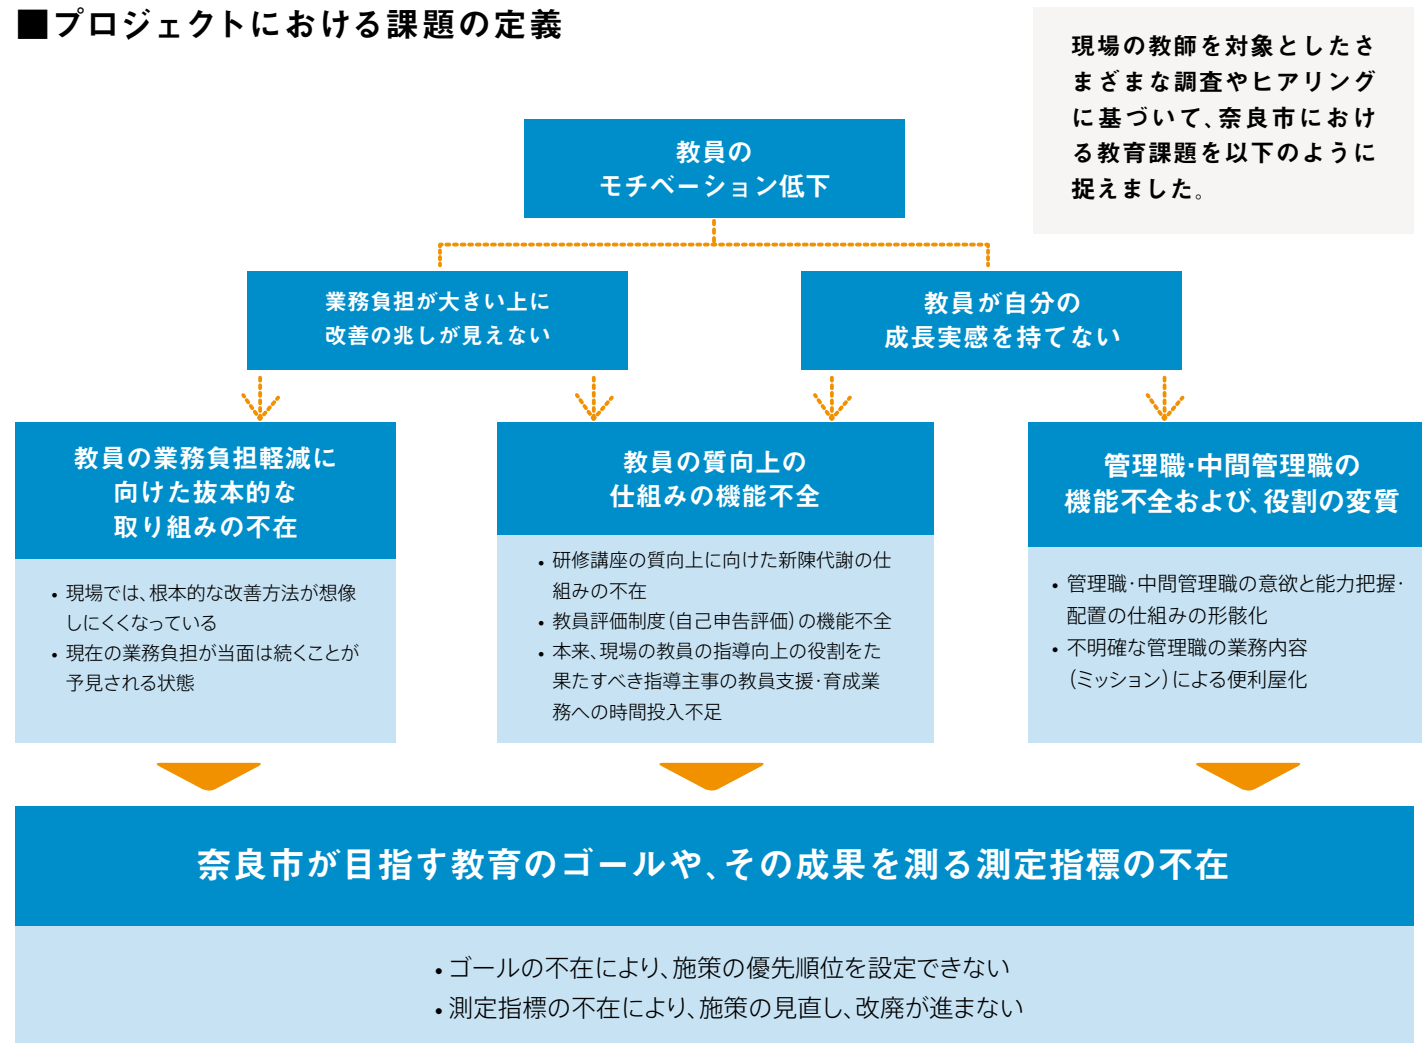 ■プロジェクトにおける課題の定義
現場の教師を対象としたさ
まざまな調査やヒアリング
に基づいて、奈良市におけ
る教育課題を以下のように
捉えました。
教員の
モチベーション低下
業務負担が大きい上に
改善の兆しが見えない
教員が自分の
成長実感を持てない
教員の業務負担軽減に
向けた抜本的な
取り組みの不在
• 現場では、根本的な改善方法が想像
しにくくなっている
• 現在の業務負担が当面は続くことが
予見される状態
教員の質向上の
仕組みの機能不全
• 研修講座の質向上に向けた新陳代謝の仕
組みの不在
• 教員評価制度（自己申告評価）の機能不全
• 本来、現場の教員の指導向上の役割をた
果たすべき指導主事の教員支援・育成業
務への時間投入不足
管理職・中間管理職の
機能不全および、役割の変質
• 管理職・中間管理職の意欲と能力把握・
配置の仕組みの形骸化
• 不明確な管理職の業務内容
（ミッション）による便利屋化
奈良市が目指す教育のゴールや、その成果を測る測定指標の不在
• ゴールの不在により、施策の優先順位を設定できない
• 測定指標の不在により、施策の見直し、改廃が進まない